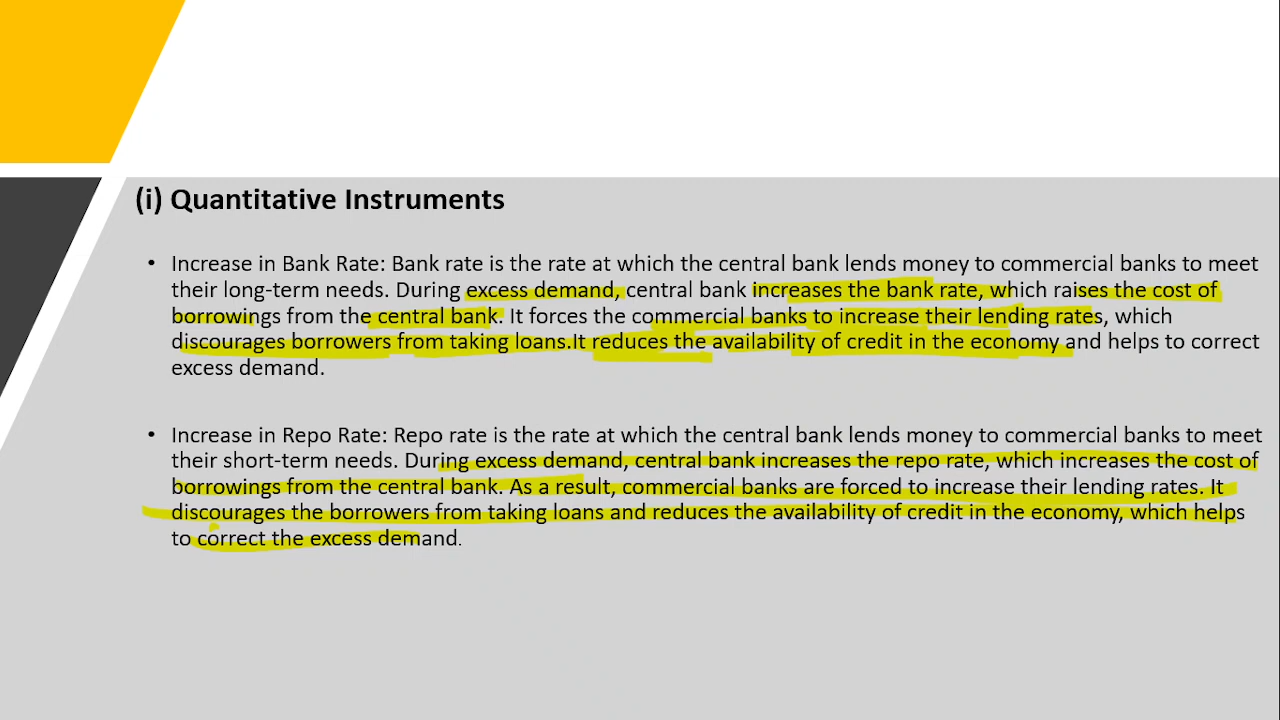 (i) Quantitative Instruments
• Increase in Bank Rate: Bank rate is the rate at which the central bank lends money to commercial banks to meet
their long-term needs. During excess demand, central bank increases the bank rate, which raises the cost of
borrowings from the central bank. It forces the commercial banks to increase their lending rates, which
discourages borrowers from taking loans.It reduces the availability of credit in the economy and helps to correct
excess demand.
• Increase in Repo Rate: Repo rate is the rate at which the central bank lends money to commercial banks to meet
their short-term needs. During excess demand, central bank increases the repo rate, which increases the cost of
borrowings from the central bank. As a result, commercial banks are forced to increase their lending rates. It
discourages the borrowers from taking loans and reduces the availability of credit in the economy, which helps
to correct the excess demand.